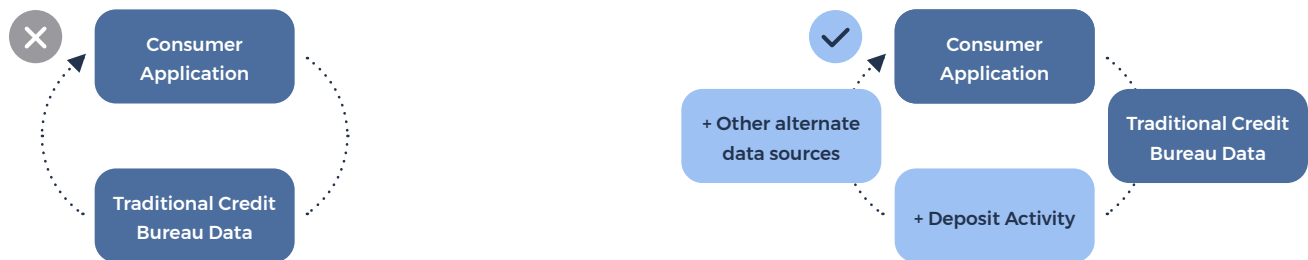 Consumer
Application
Traditional Credit
Bureau Data
Consumer
Application
Traditional Credit
Bureau Data
+ Deposit Activity
+ Other alternate
data sources